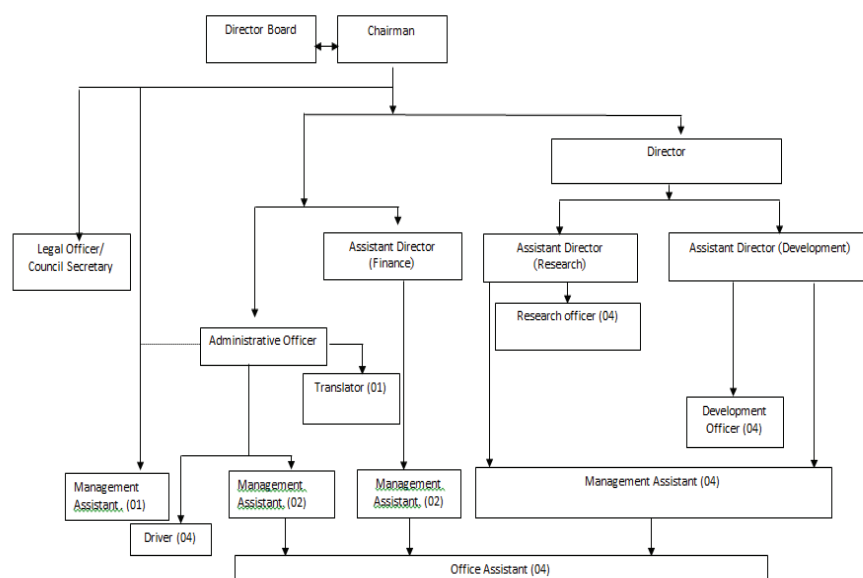 Director Board
Chairman
Director
Legal Officer/
Council Secretary
Assistant Director
(Finance)
Assistant Director
(Research)
Assistant Director (Development)
Research officer (04)
Administrative Officer
Translator (01)
Development
Officer (04)
Management
Assistant, (01)
Management
Assistant, (02)
Management
Assistant, (02)
Management Assistant (04)
Driver (04)
Office Assistant (04)